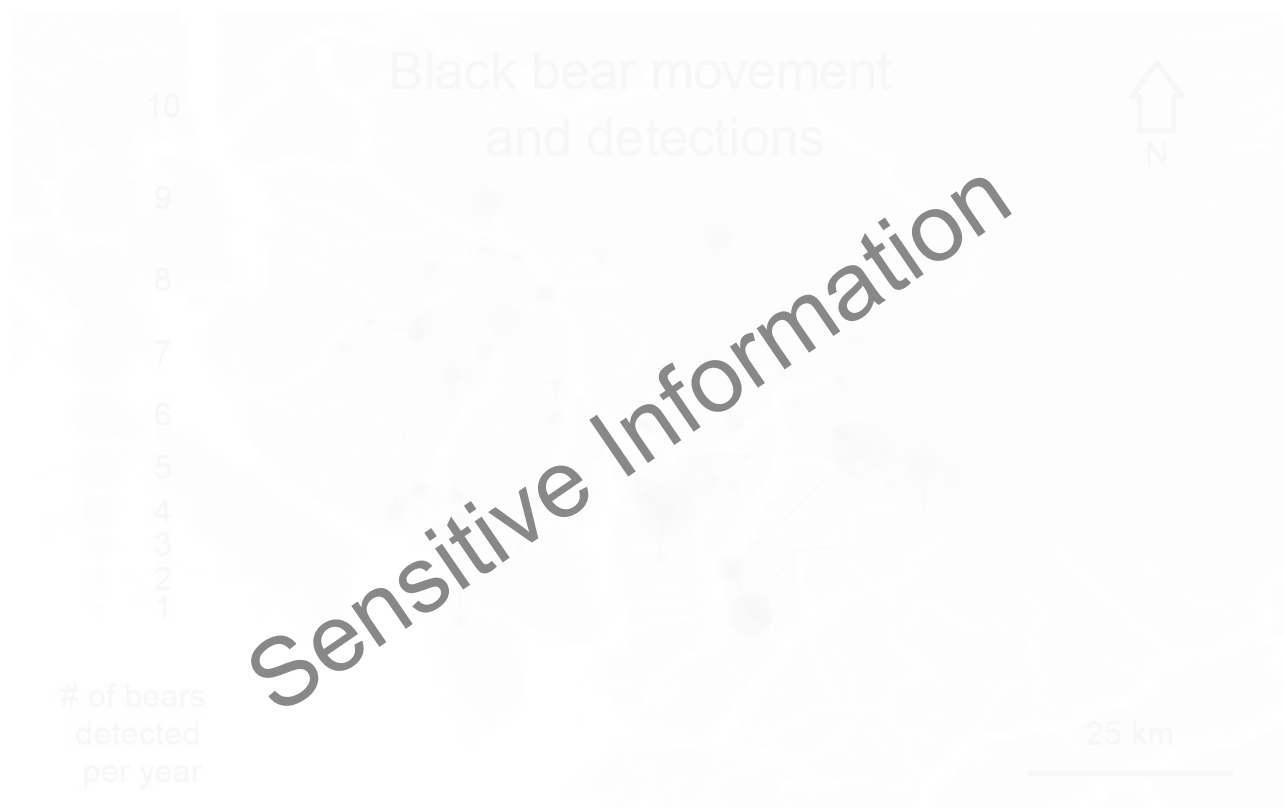 Black bear movement
and detections
N
10
9
8
7
6
5
4
3
2
1
Sensitive Information
# of bears
detected
per year
25 km